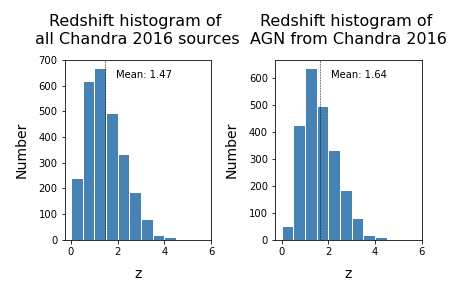 Redshift histogram of
all Chandra 2016 sources
700
600
500
400
300
200
100
0
Number
Mean: 1.47
0 2 4 6
z
Redshift histogram of
AGN from Chandra 2016
600
500
400
300
200
100
0
Number
Mean: 1.64
0 2 4 6
z